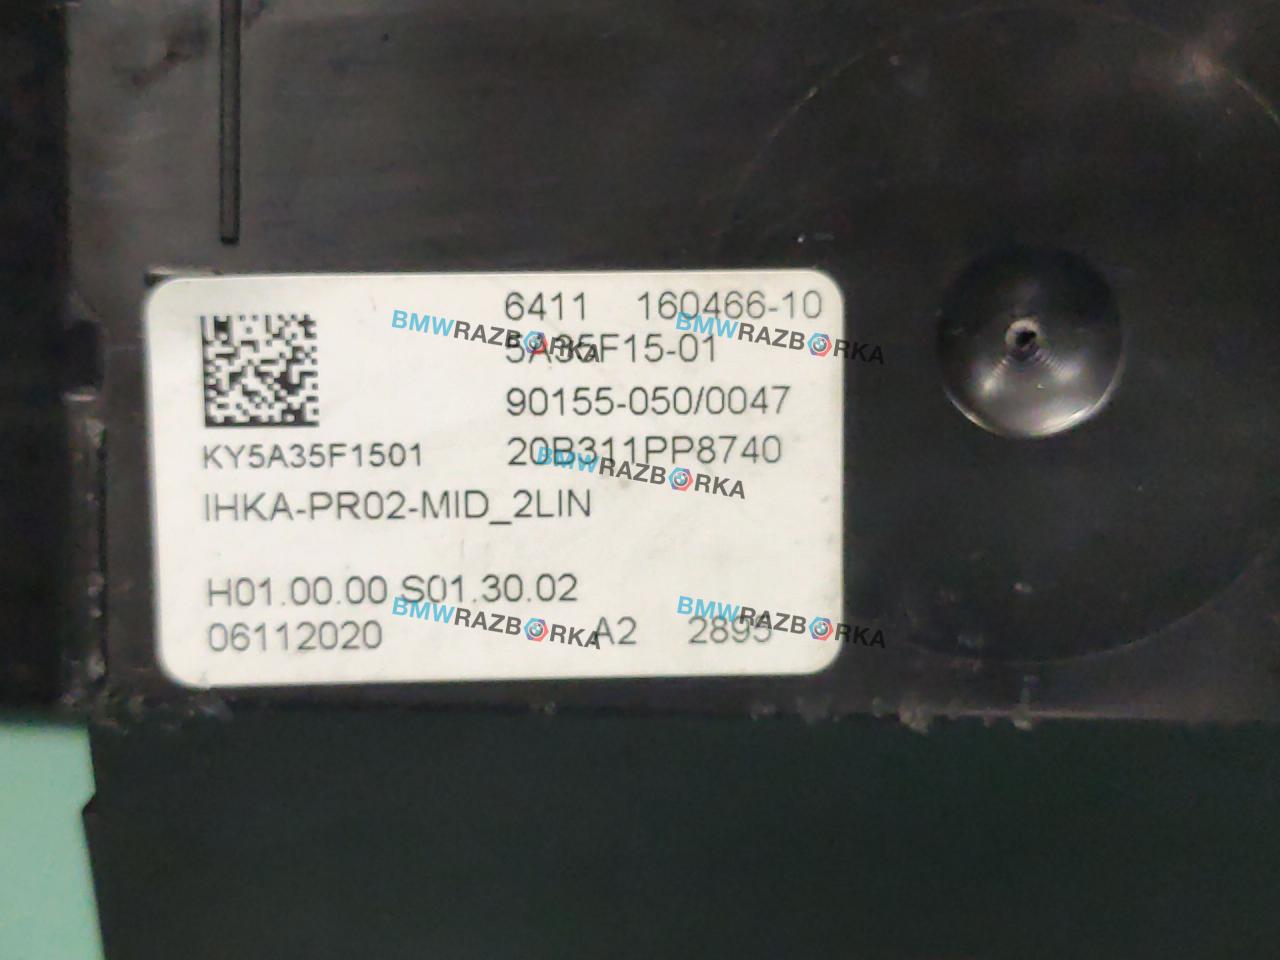 6411 160466-10
5A35F15-01
90155-050/0047
KY5A35F1501 20B311PP8740
IHKA-PR02-MID_2LIN
H01.00.00 S01.30.02
06112020 A2 2895
BMWRAZBORKA
BMWRAZBORKA
BMWRAZBORKA
BMWRAZBORKA
BMWRAZBORKA